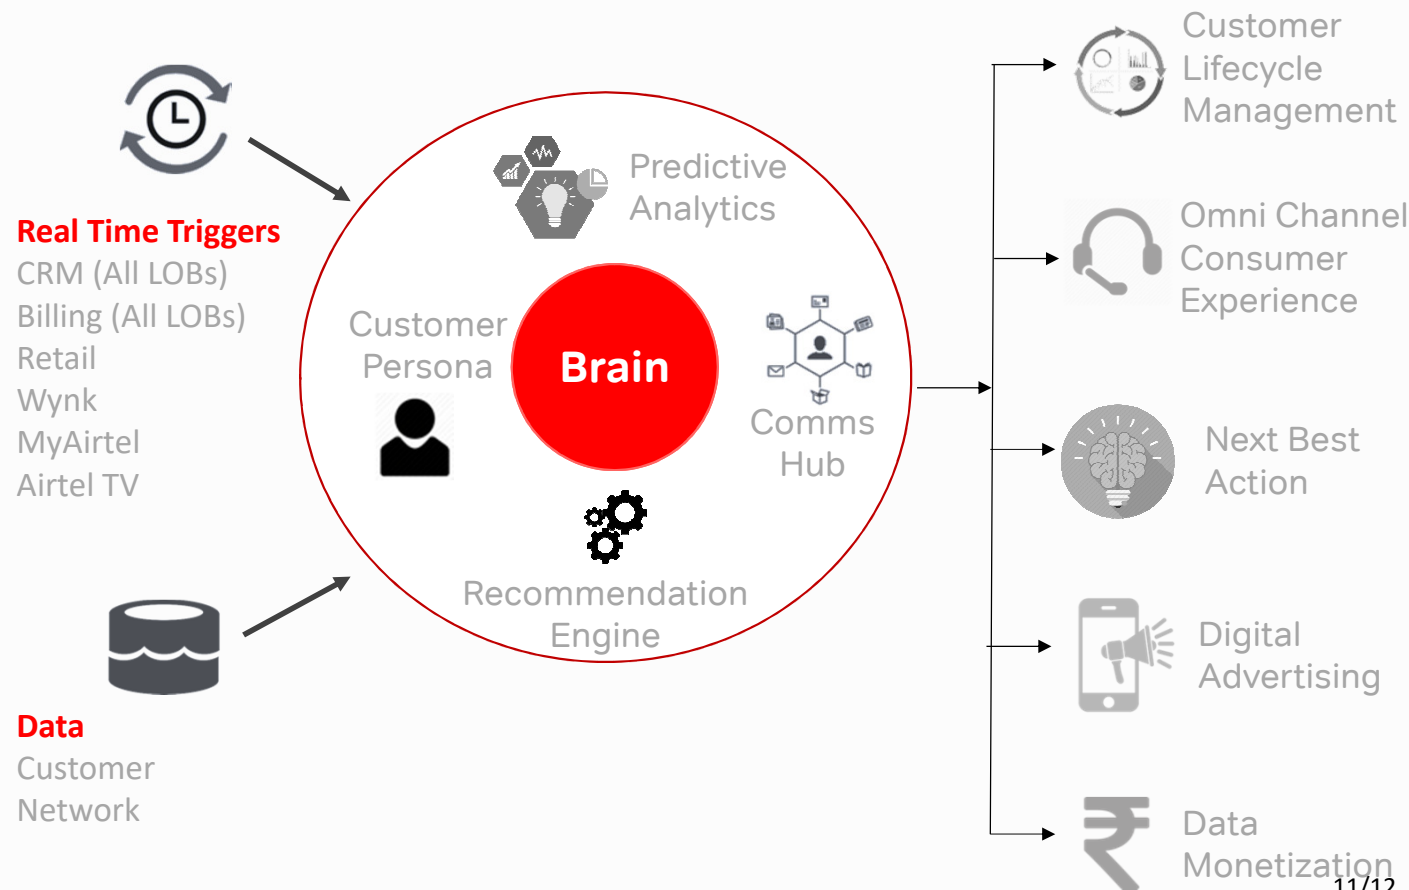 Real Time Triggers
CRM (All LOBs)
Billing (All LOBs)
Retail
Wynk
MyAirtel
Airtel TV
Data
Customer
Network
Predictive
Analytics
Customer
Persona
Brain
Comms
Hub
Recommendation
Engine
Customer
Lifecycle
Management
Omni Channel
Consumer
Experience
Next Best
Action
Digital
Advertising
₹
Data
Monetization
11/12